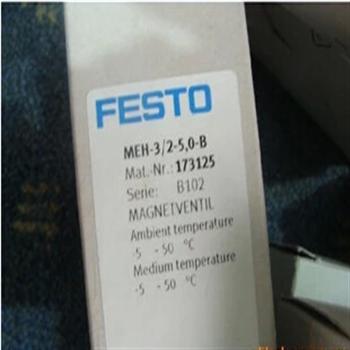 FESTO
MEH-3/2-5,0-B
Mat.-Nr.: 173125
Serie: B102
MAGNETVENTIL
Ambient temperature
-5 - 50 °C
Medium temperature
-5 - 50 °C